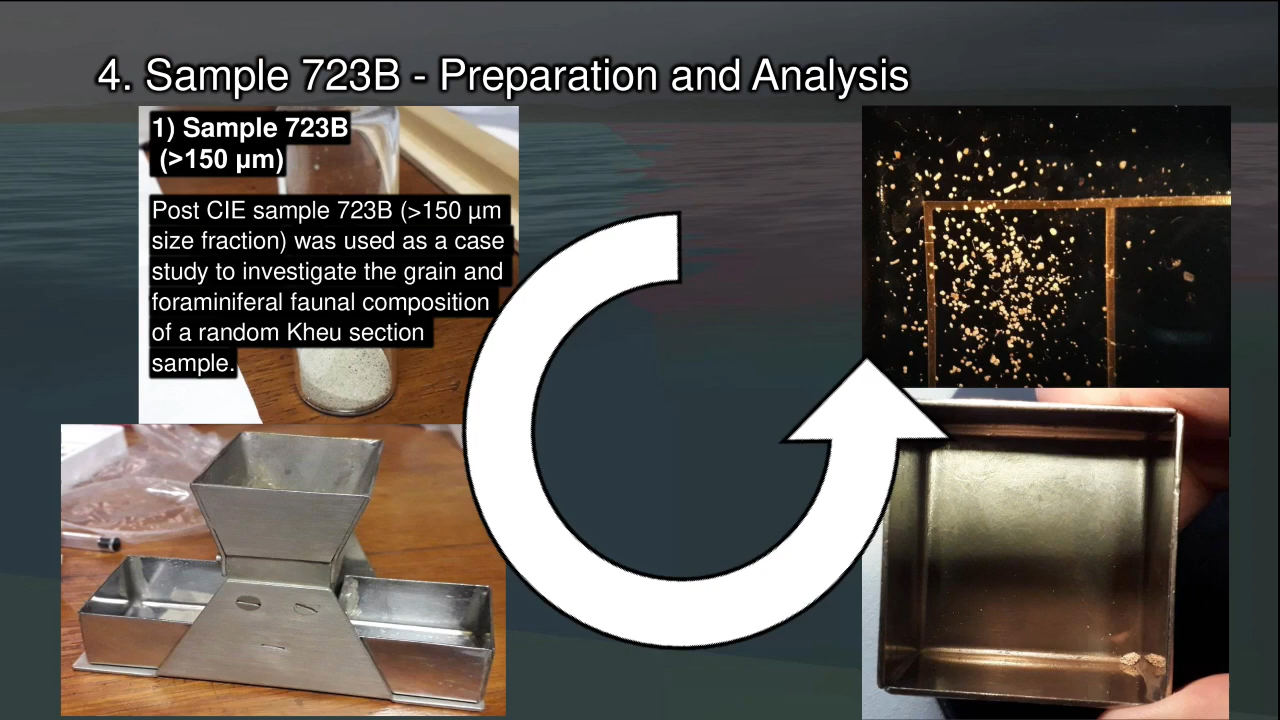 4. Sample 723B - Preparation and Analysis
1) Sample 723B
(>150 µm)
Post CIE sample 723B (>150 µm
size fraction) was used as a case
study to investigate the grain and
foraminiferal faunal composition
of a random Kheu section
sample.